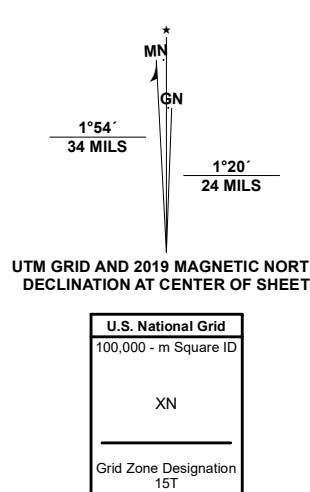 MN
GN
1°54´
34 MILS
1°20´
24 MILS
UTM GRID AND 2019 MAGNETIC NORT
DECLINATION AT CENTER OF SHEET
U.S. National Grid
100,000 - m Square ID
XN
Grid Zone Designation
15T